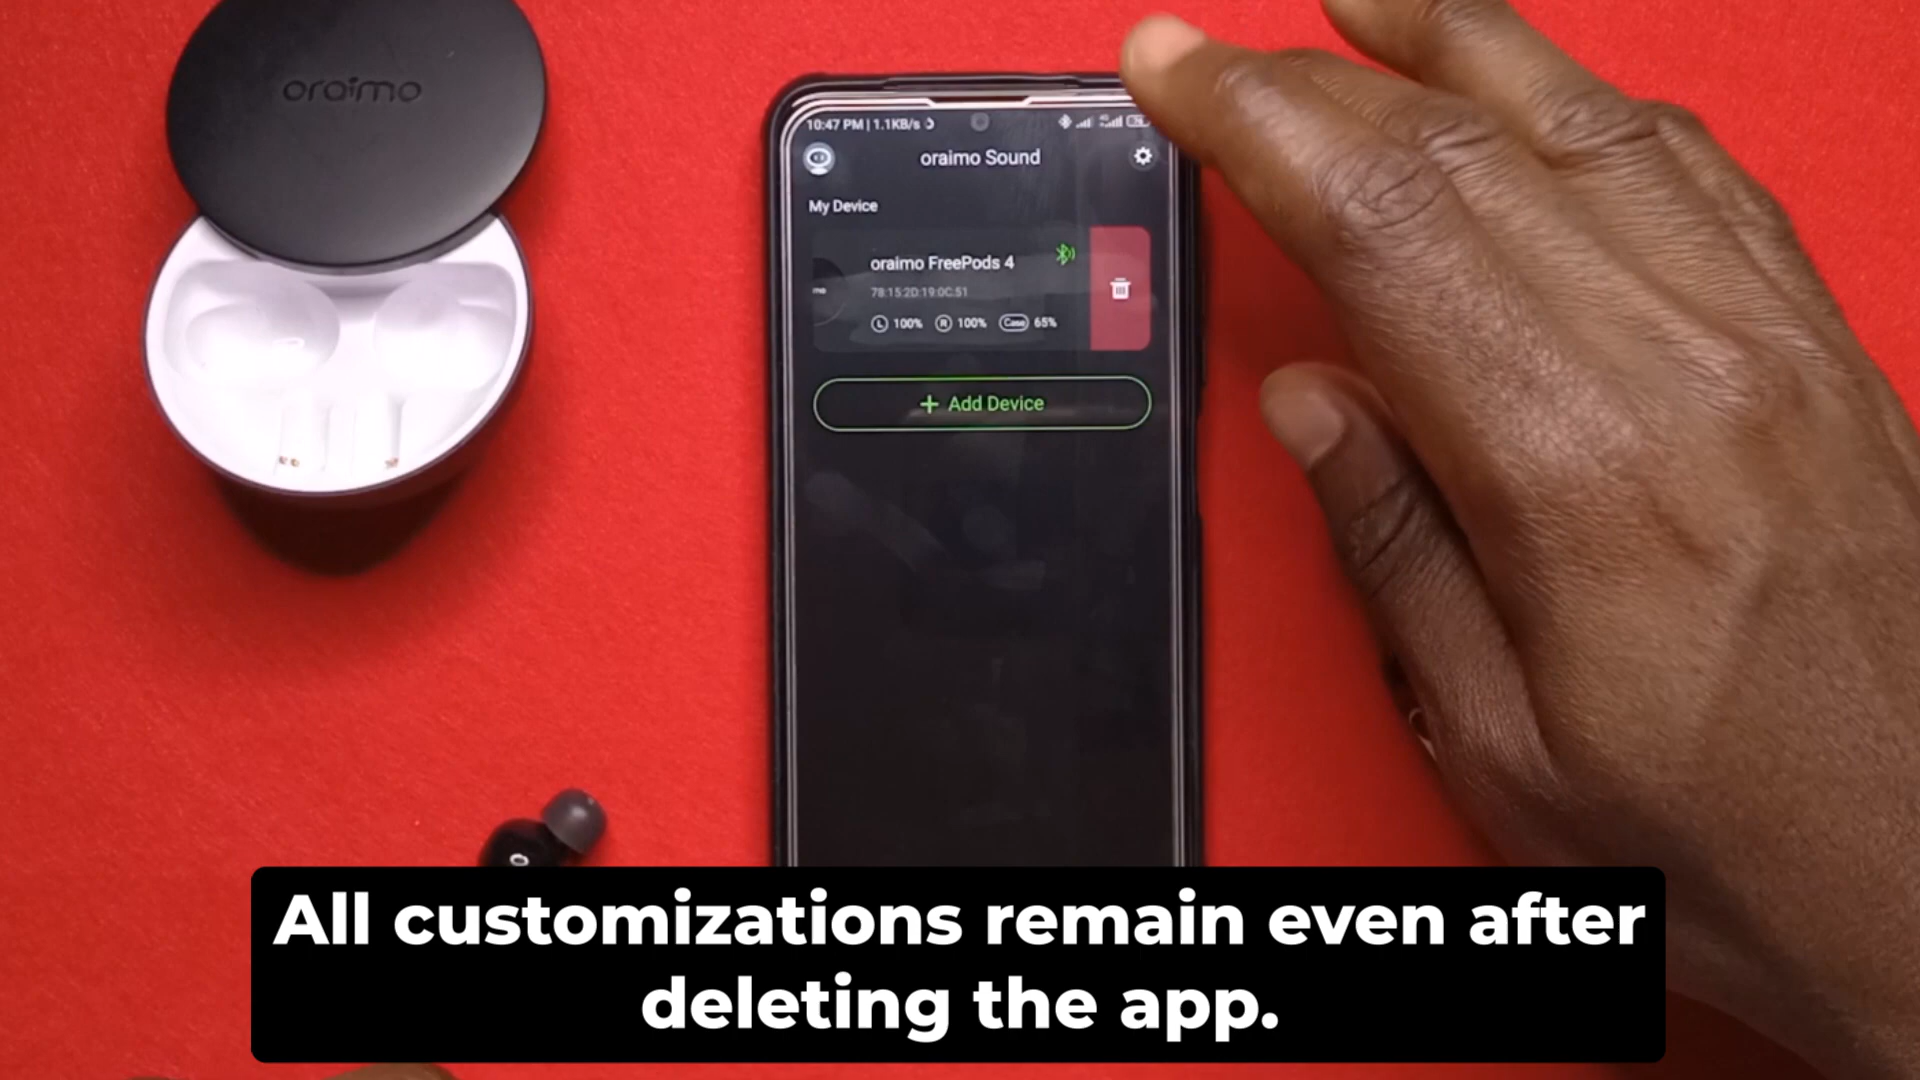 oraimo
10:47 PM | 1.1KB/s
oraimo Sound
My Device
oraimo FreePods 4
78:15:2D:19:0C:51
L 100% R 100% Case 65%
+ Add Device
All customizations remain even after
deleting the app.